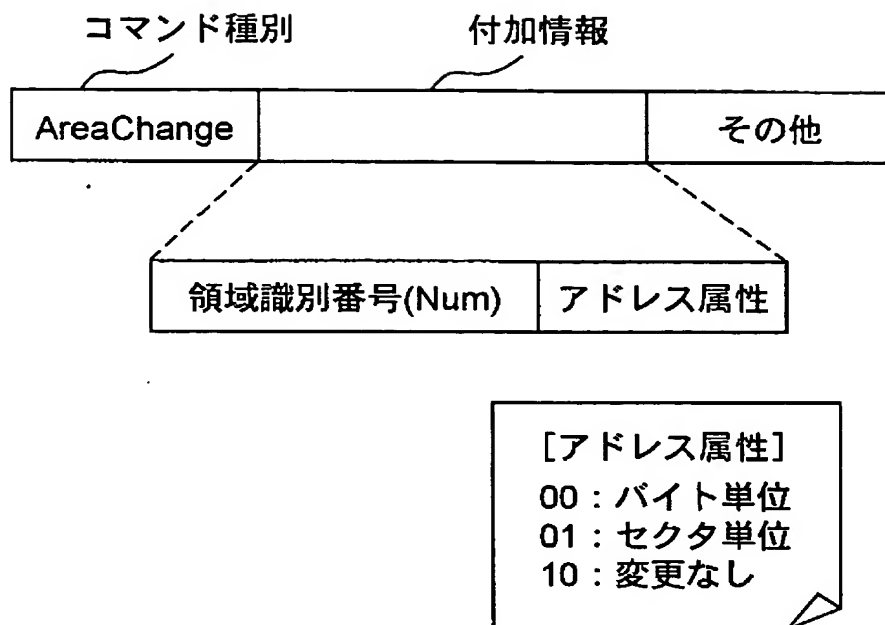 コマンド種別
付加情報
AreaChange
その他
領域識別番号(Num)
アドレス属性
[アドレス属性]
00:バイト単位
01:セクタ単位
10:変更なし